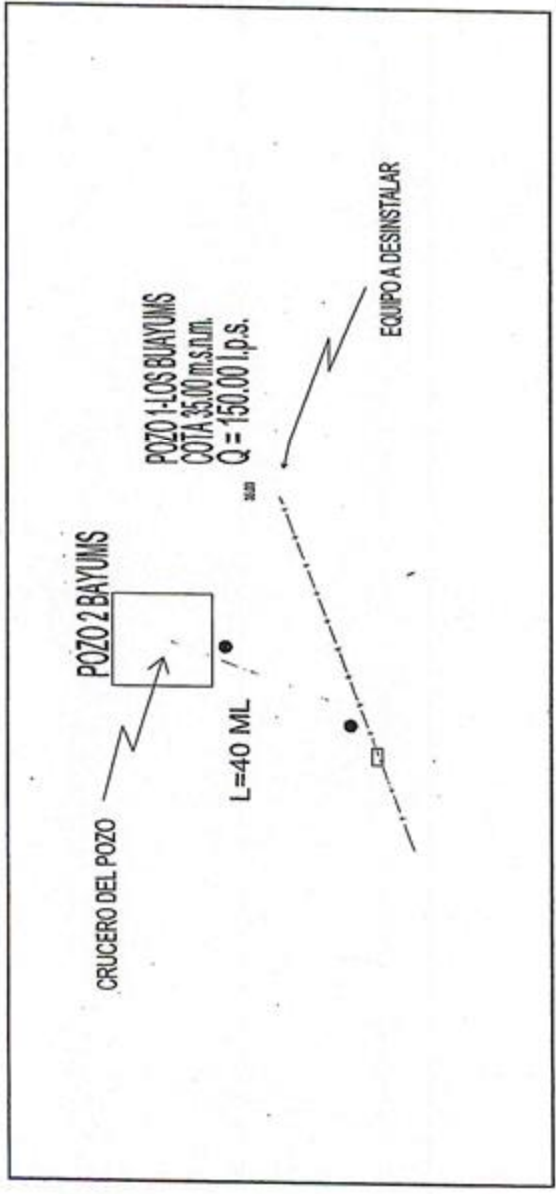 POZO 2 BAYUMS
CRUCERO DEL POZO
L=40 ML
POZO 1-LOS BUAYUMS
COTA 35.00 m.s.n.m.
Q = 150.00 l.p.s.
EQUIPO A DESINSTALAR